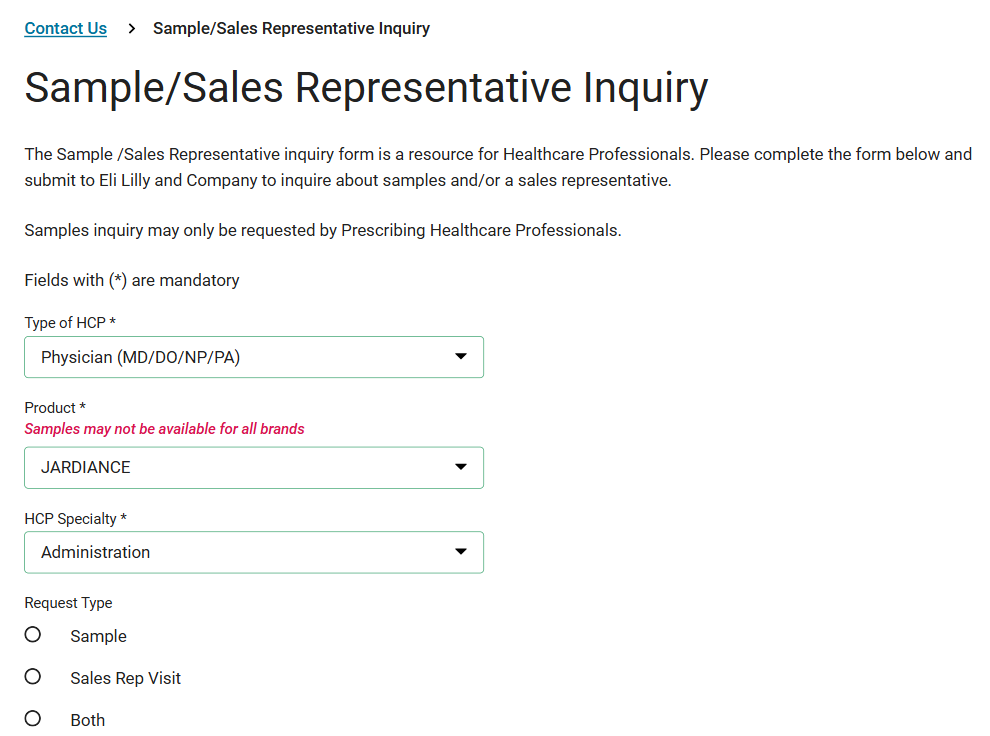 Contact Us > Sample/Sales Representative Inquiry
Sample/Sales Representative Inquiry
The Sample /Sales Representative inquiry form is a resource for Healthcare Professionals. Please complete the form below and
submit to Eli Lilly and Company to inquire about samples and/or a sales representative.
Samples inquiry may only be requested by Prescribing Healthcare Professionals.
Fields with (*) are mandatory
Type of HCP *
Physician (MD/DO/NP/PA)
Product *
Samples may not be available for all brands
JARDIANCE
HCP Specialty *
Administration
Request Type
Sample
Sales Rep Visit
Both